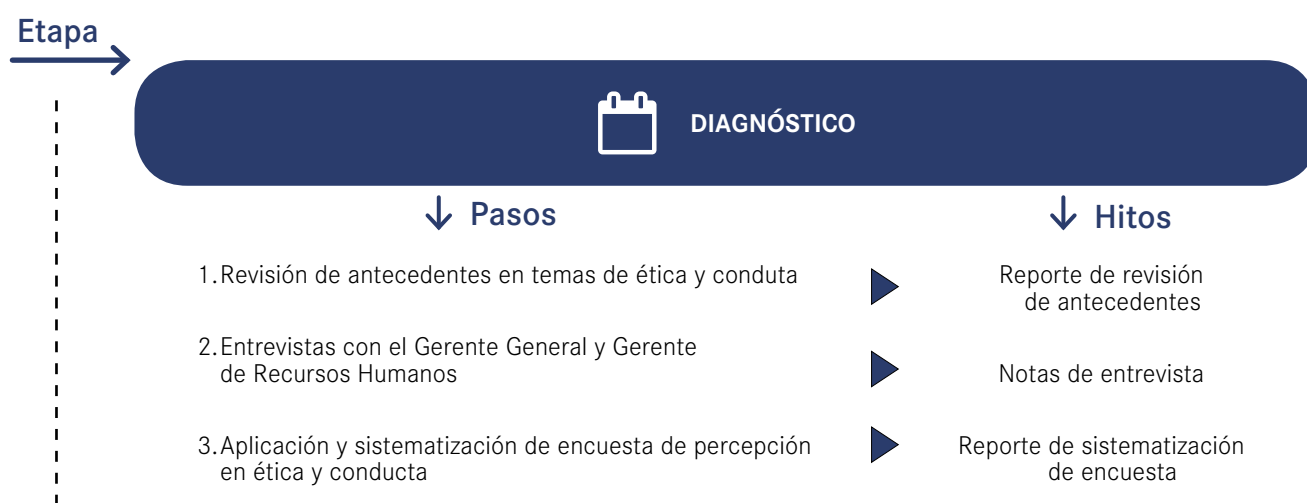 Etapa
DIAGNÓSTICO
Pasos
Hitos
1. Revisión de antecedentes en temas de ética y conduta
Reporte de revisión
de antecedentes
2. Entrevistas con el Gerente General y Gerente
de Recursos Humanos
Notas de entrevista
3. Aplicación y sistematización de encuesta de percepción
en ética y conducta
Reporte de sistematización
de encuesta